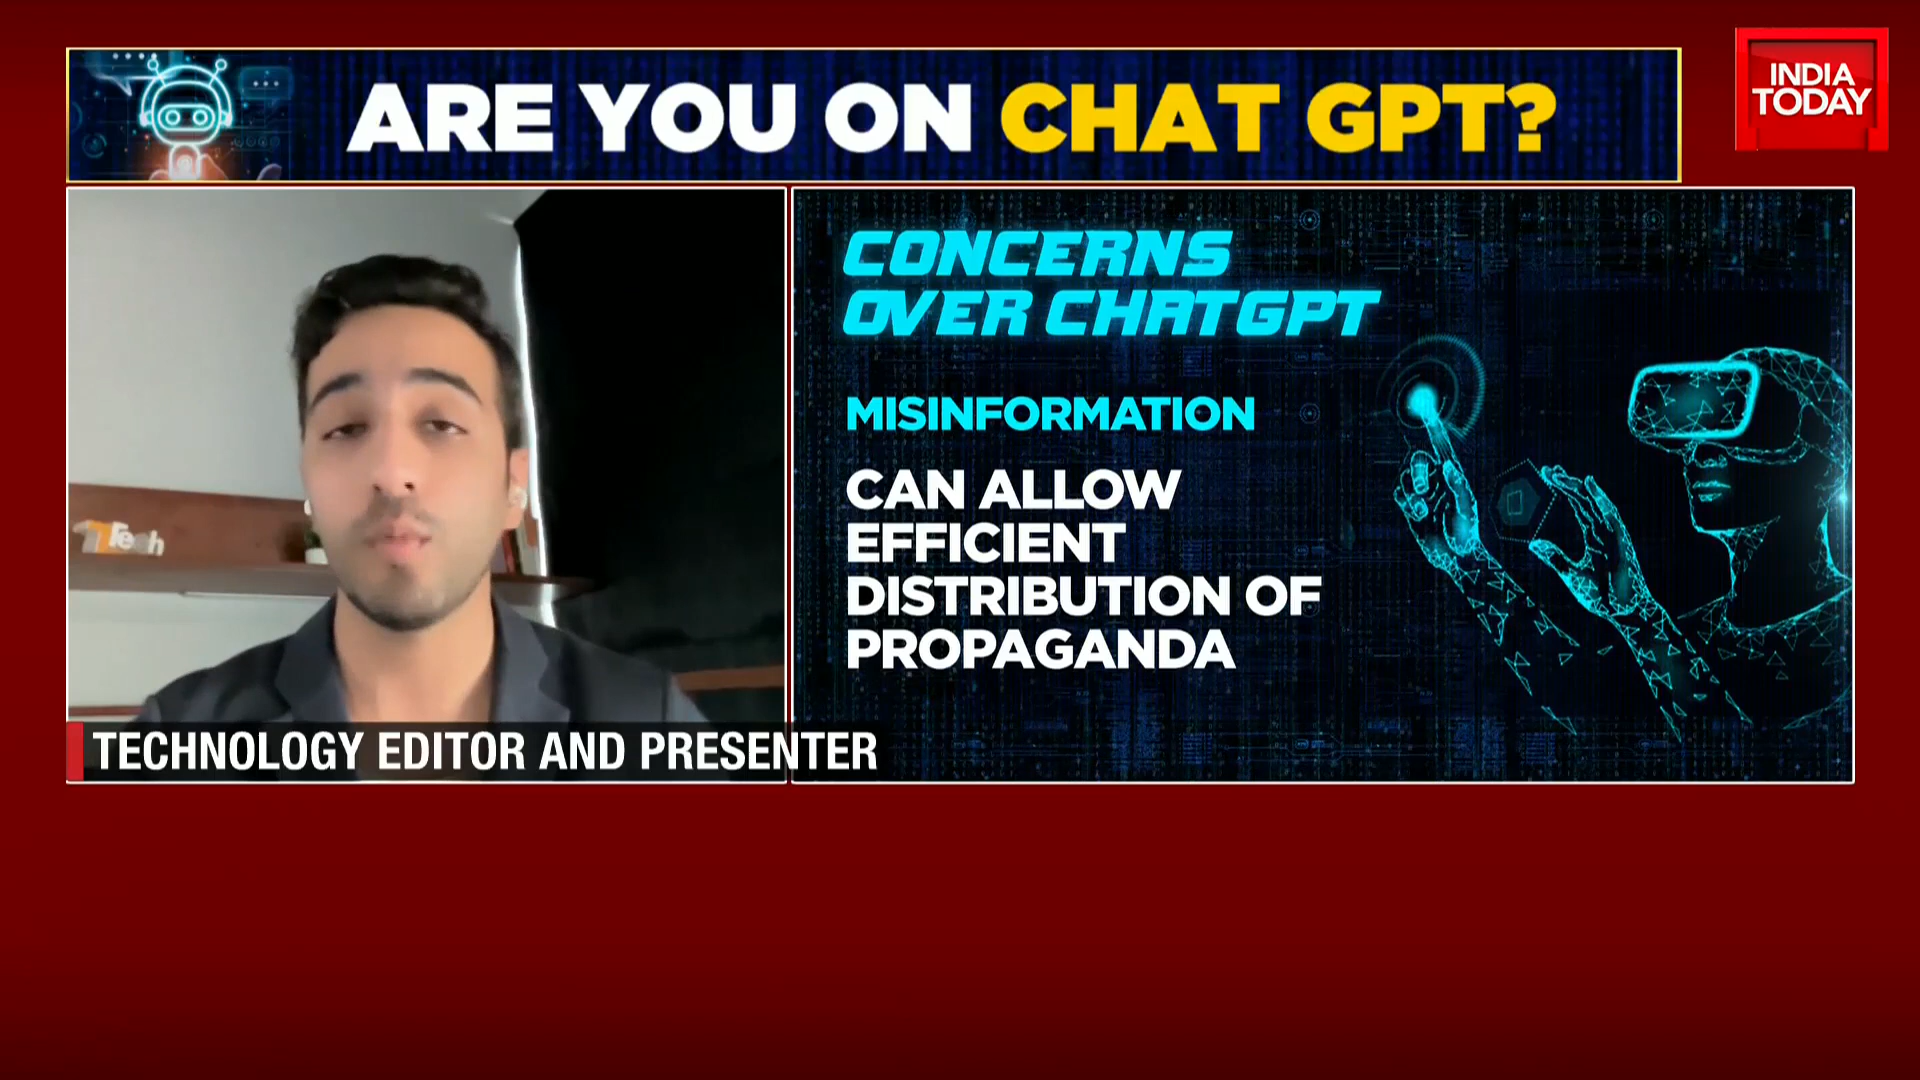 ARE YOU ON CHAT GPT?
INDIA
TODAY
CONCERNS
OVER CHATGPT
MISINFORMATION
CAN ALLOW
EFFICIENT
DISTRIBUTION OF
PROPAGANDA
Tech
TECHNOLOGY EDITOR AND PRESENTER